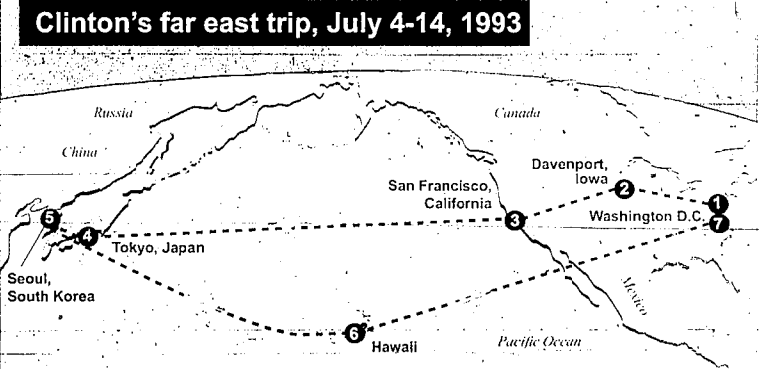 Clinton's far east trip, July 4-14, 1993
Russia
Canada
China
Davenport,
Iowa
San Francisco,
California
2
1
5
3
Washington D.C.
7
4
Tokyo, Japan
Seoul,
South Korea
Mexico
6
Hawaii
Pacific Ocean